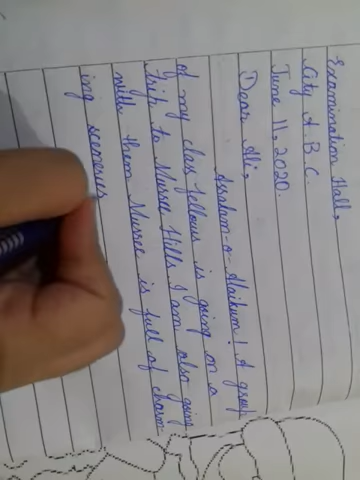 Examination Hall,
City A.B.C.
June 11, 2020.
Dear Ali,
Assalam-o-Alaikum! A group
of my class fellows is going on a
trip to Murree Hills I am also going
with them Murree is full of charm-
ing sceneries